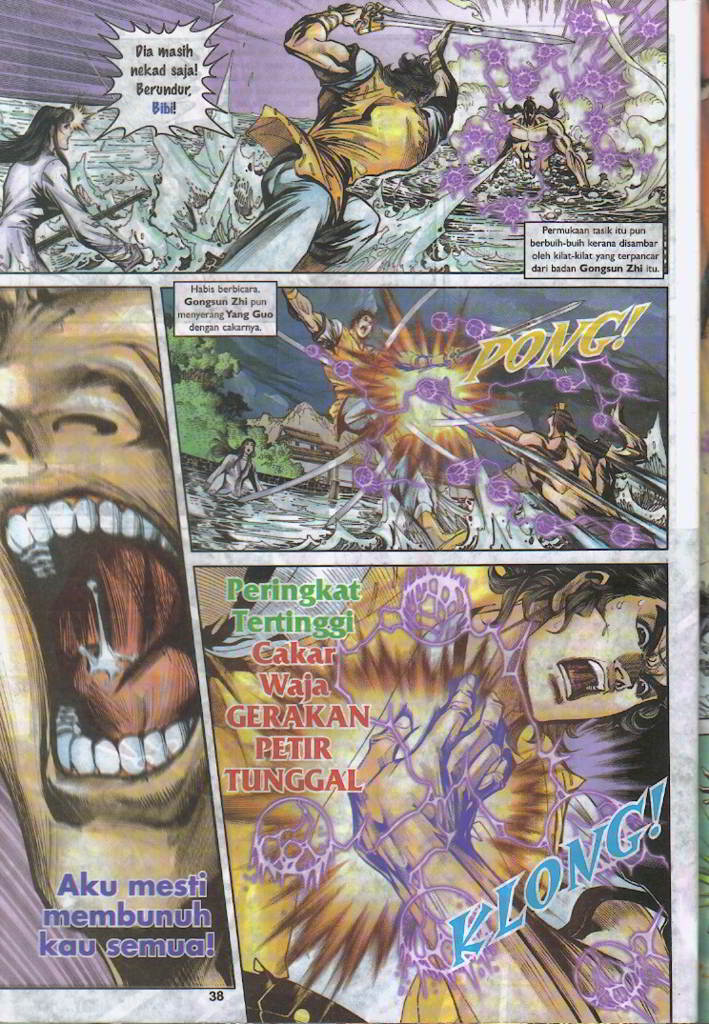 Dia masih
nekad saja!
Berundur,
Bibi!
Permukaan tasik itu pun
berbuih-buih kerana disambar
oleh kilat-kilat yang terpancar
dari badan Gongsun Zhi itu.
Habis berbicara,
Gongsun Zhi pun
menyerang Yang Guo
dengan cakarnya.
PONG!
Aku mesti
membunuh
kau semua!
Peringkat
Tertinggi
Cakar
Waja
GERAKAN
PETIR
TUNGGAL
KLONG!
38